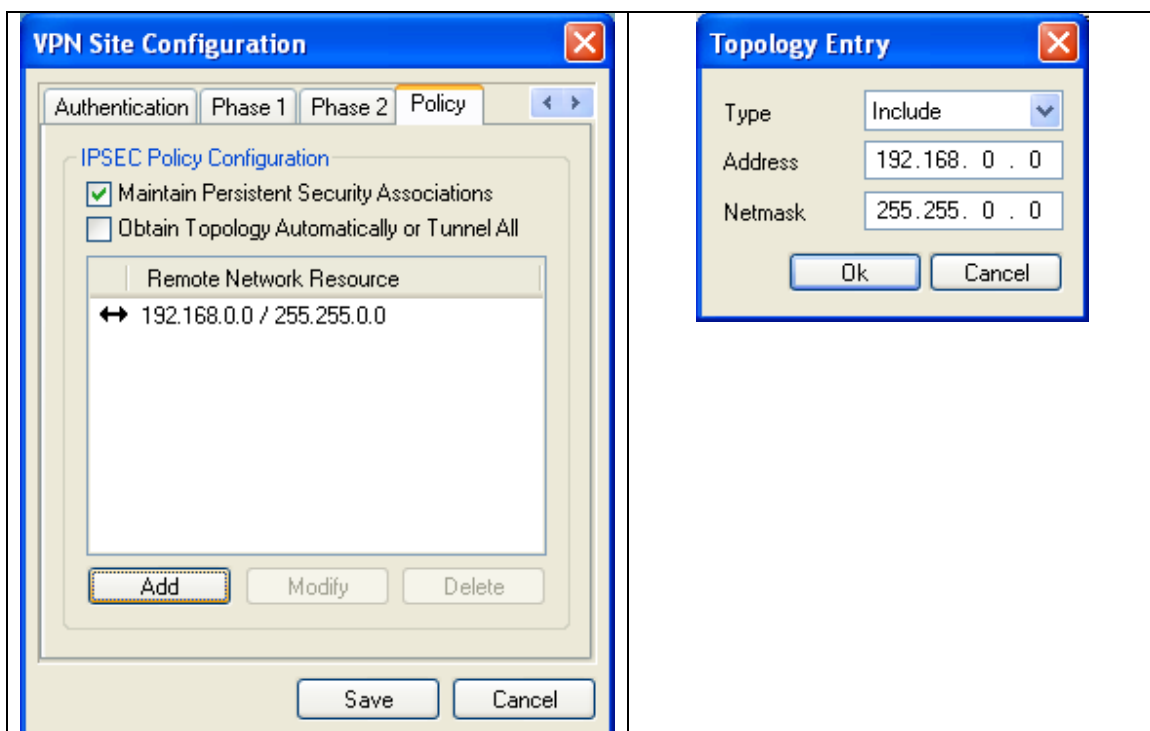 VPN Site Configuration
Authentication Phase 1 Phase 2 Policy
IPSEC Policy Configuration
Maintain Persistent Security Associations
Obtain Topology Automatically or Tunnel All
Remote Network Resource
192.168.0.0 / 255.255.0.0
Add Modify Delete
Save Cancel
Topology Entry
Type Include
Address 192.168. 0 . 0
Netmask 255.255. 0 . 0
Ok Cancel